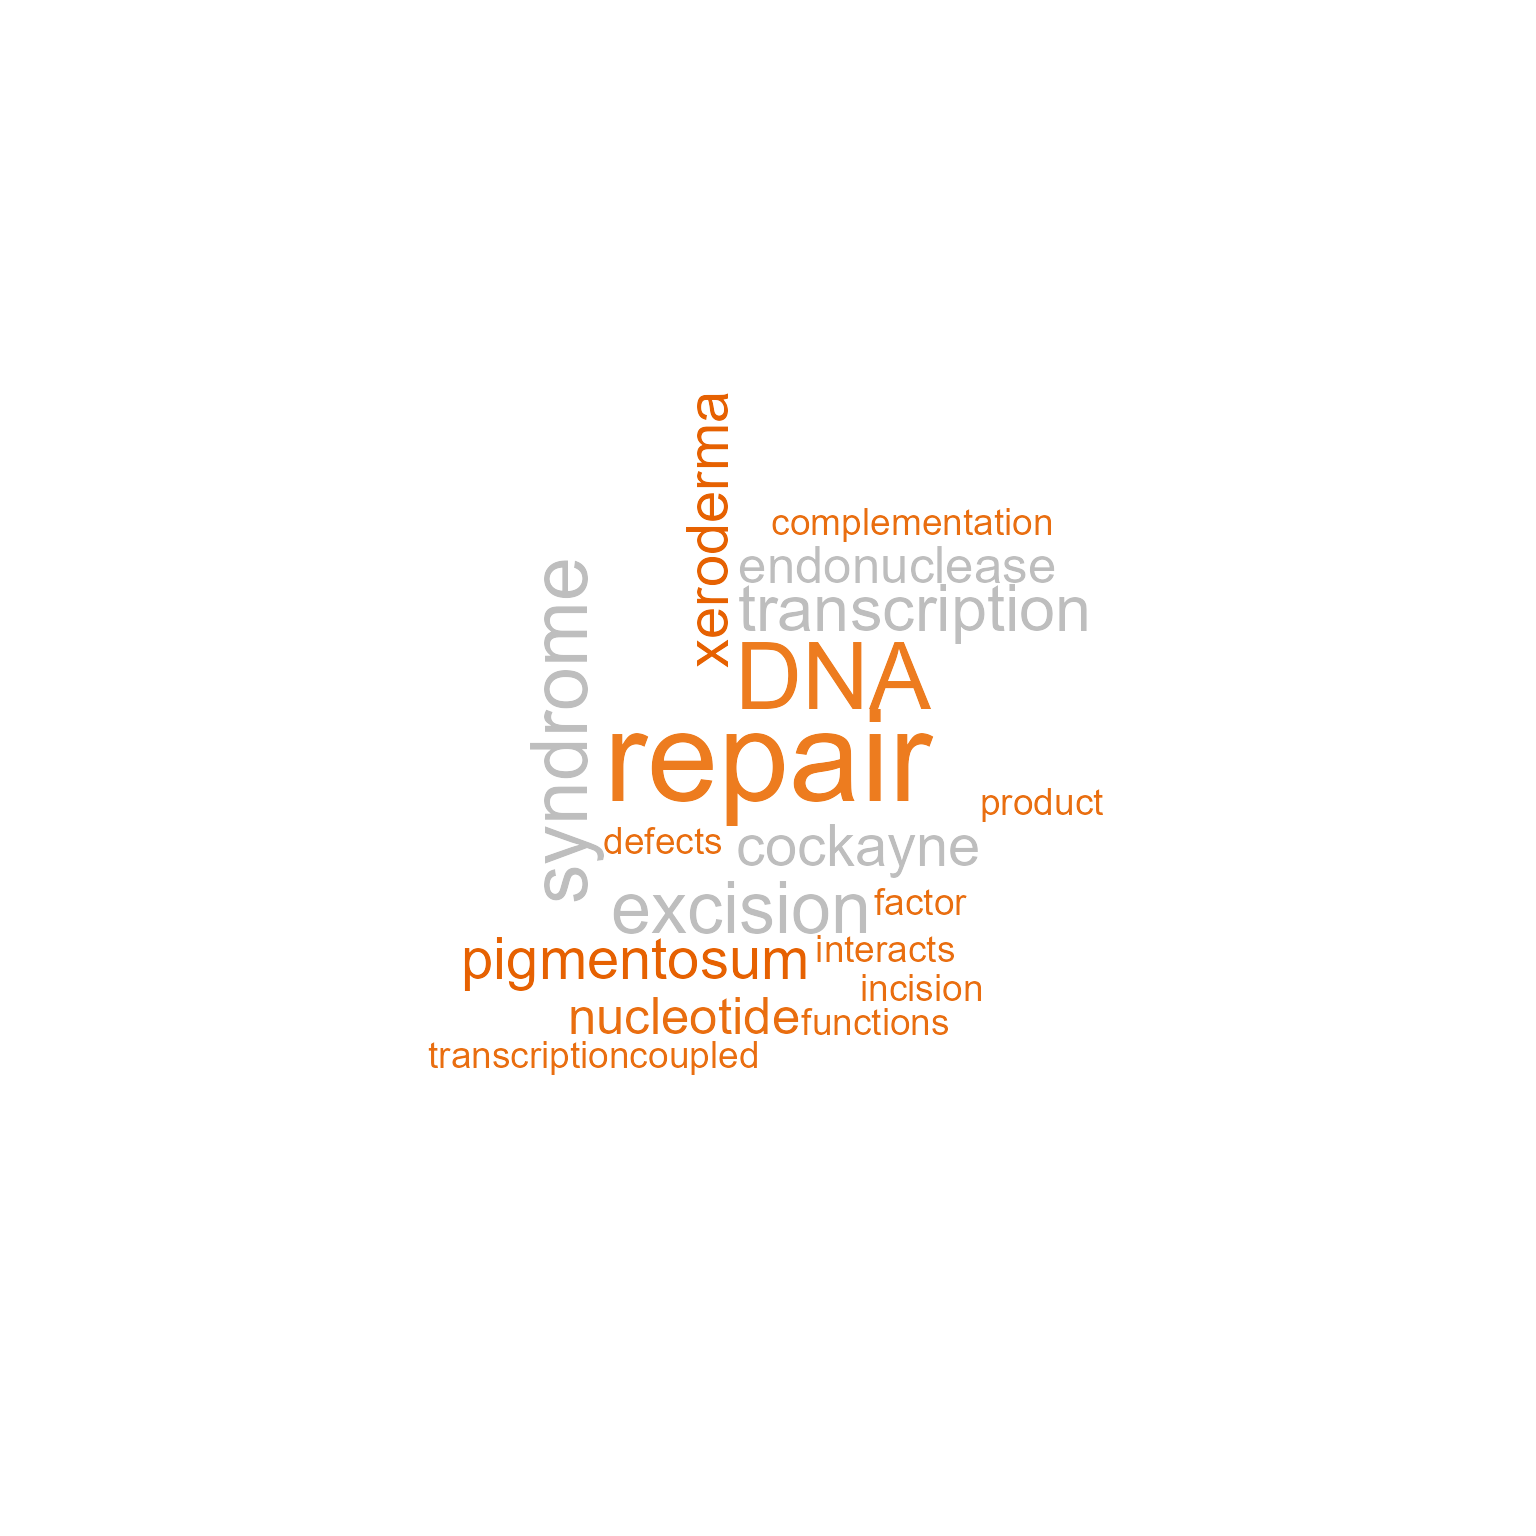 xeroderma
complementation
endonuclease
transcription
syndrome
DNA
repair
product
defects
cockayne
excision
factor
pigmentosum
interacts
incision
nucleotide
functions
transcriptioncoupled